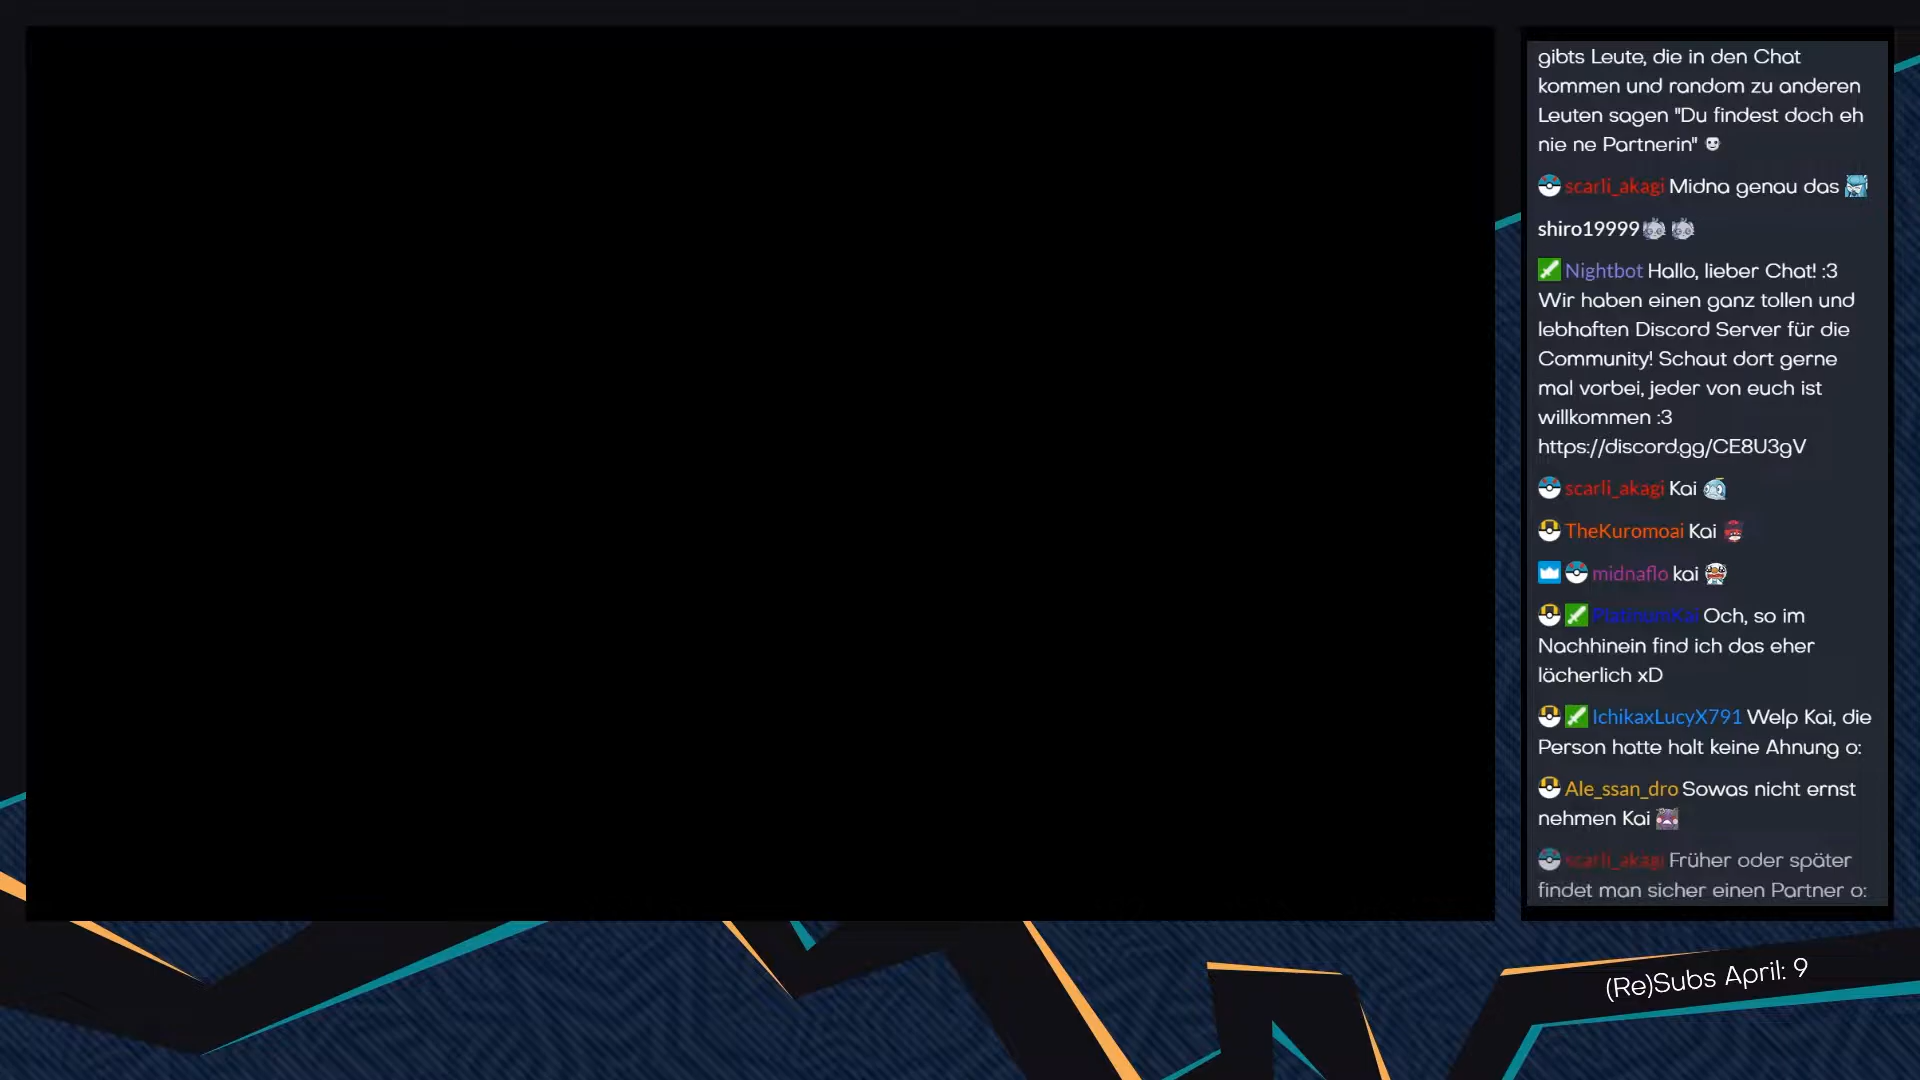 gibts Leute, die in den Chat
kommen und random zu anderen
Leuten sagen "Du findest doch eh
nie ne Partnerin"
scarli_akagi Midna genau das
shiro19999
Nightbot Hallo, lieber Chat! :3
Wir haben einen ganz tollen und
lebhaften Discord Server für die
Community! Schaut dort gerne
mal vorbei, jeder von euch ist
willkommen :3
https://discord.gg/CE8U3gV
scarli_akagi Kai
TheKuromoai Kai
midnaflo kai
PlatinumKai Och, so im
Nachhinein find ich das eher
lächerlich xD
IchikaxLucyX791 Welp Kai, die
Person hatte halt keine Ahnung o:
Ale_ssan_dro Sowas nicht ernst
nehmen Kai
scarli_akagi Früher oder später
findet man sicher einen Partner o:
(Re)Subs April: 9